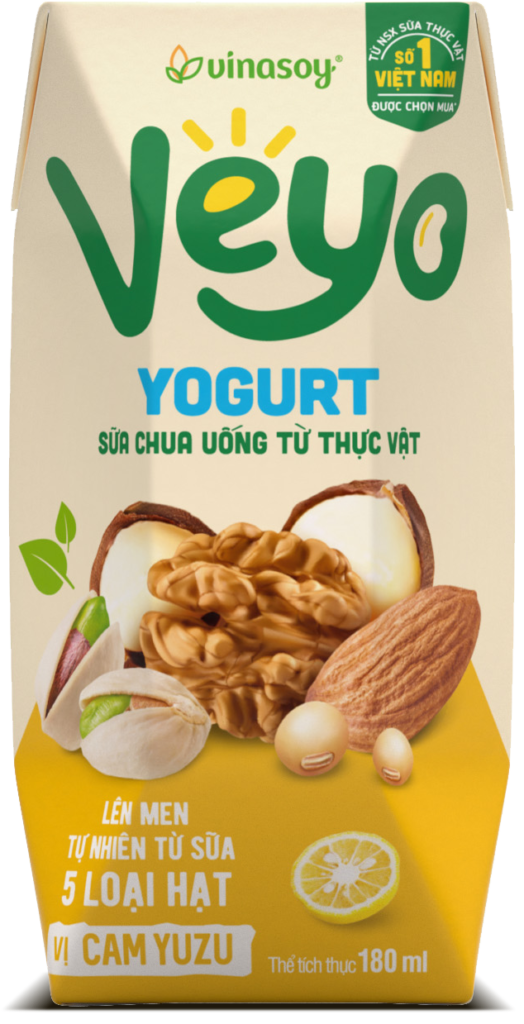 vinasoy®
TỪ NSX SỮA THỰC VẬT
SỐ 1
VIỆT NAM
ĐƯỢC CHỌN MUA*
Veyo
YOGURT
SỮA CHUA UỐNG TỪ THỰC VẬT
LÊN MEN
TỰ NHIÊN TỪ SỮA
5 LOẠI HẠT
VỊ CAM YUZU
Thể tích thực 180 ml